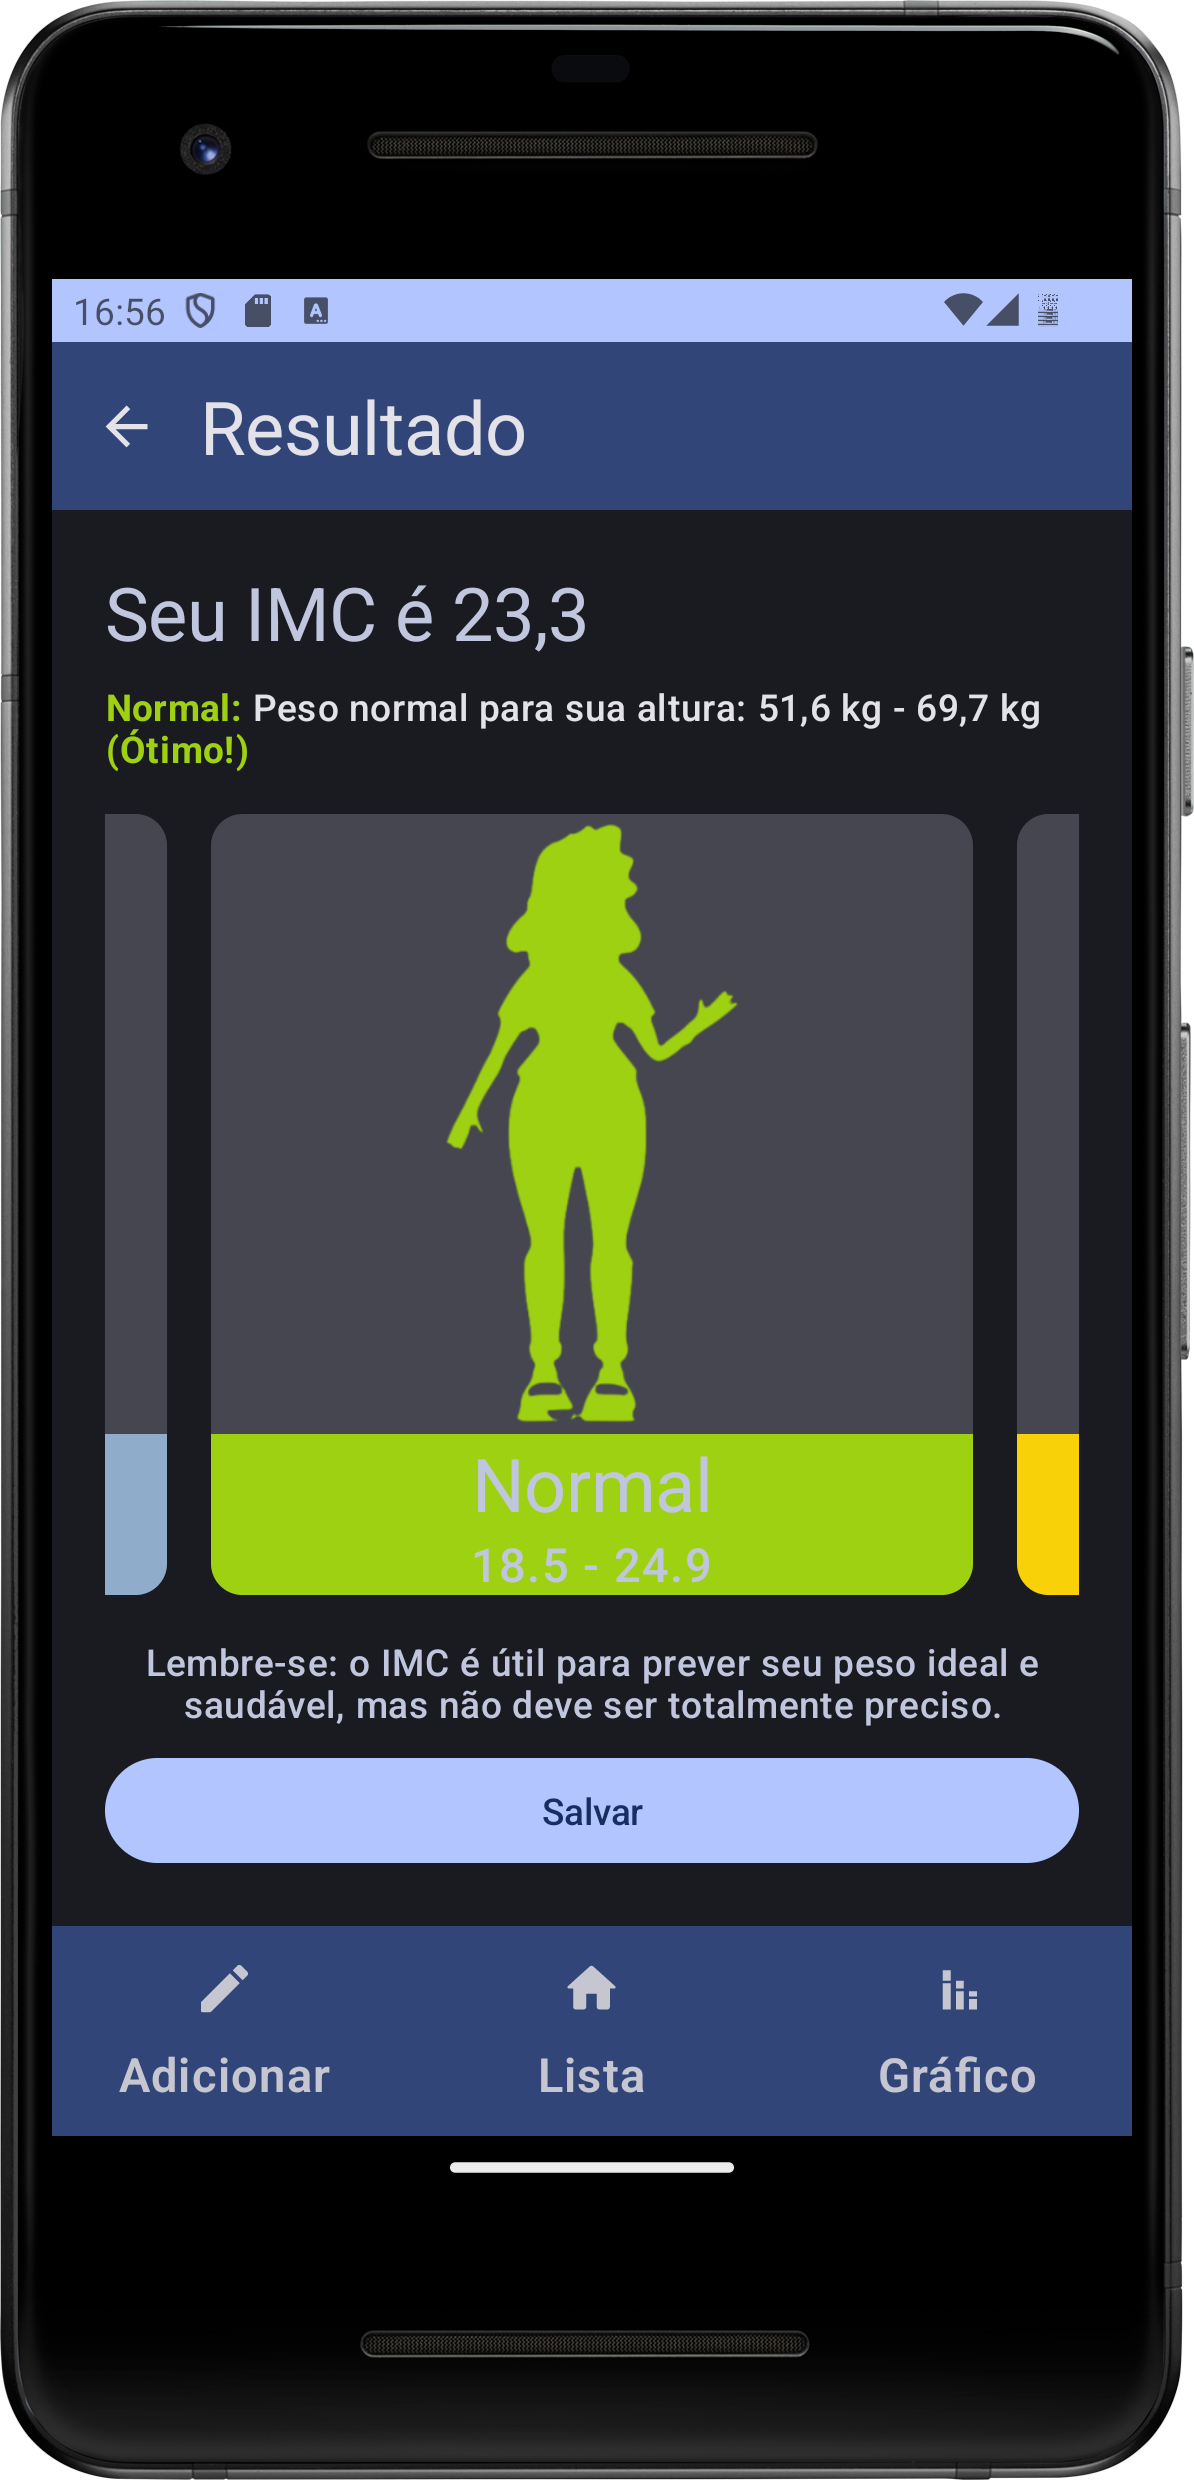 16:56
Resultado
Seu IMC é 23,3
Normal: Peso normal para sua altura: 51,6 kg - 69,7 kg
(Ótimo!)
Normal
18.5 - 24.9
Lembre-se: o IMC é útil para prever seu peso ideal e
saudável, mas não deve ser totalmente preciso.
Salvar
Adicionar
Lista
Gráfico